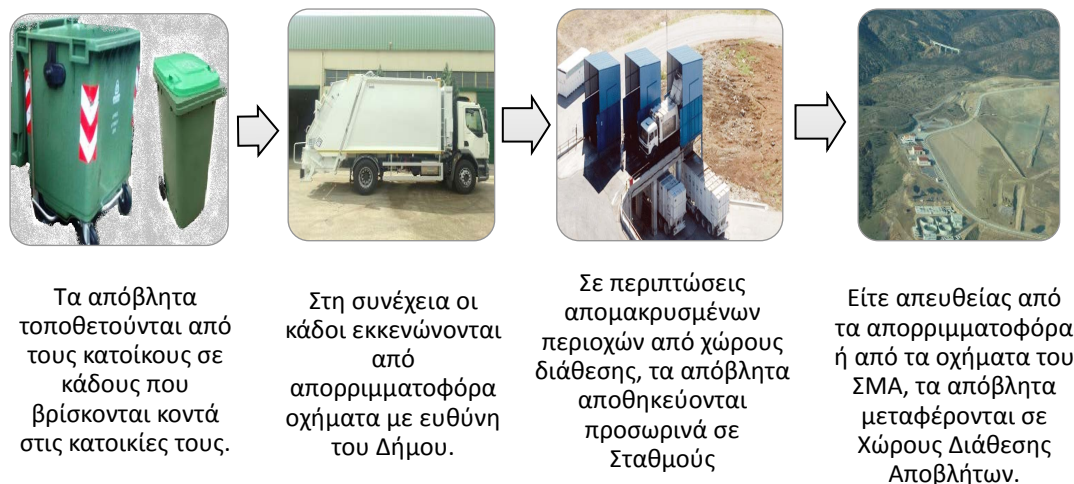 Τα απόβλητα
τοποθετούνται από
τους κατοίκους σε
κάδους που
βρίσκονται κοντά
στις κατοικίες τους.
Στη συνέχεια οι
κάδοι εκκενώνονται
από
απορριμματοφόρα
οχήματα με ευθύνη
του Δήμου.
Σε περιπτώσεις
απομακρυσμένων
περιοχών από χώρους
διάθεσης, τα απόβλητα
αποθηκεύονται
προσωρινά σε
Σταθμούς
Είτε απευθείας από
τα απορριμματοφόρα
ή από τα οχήματα του
ΣΜΑ, τα απόβλητα
μεταφέρονται σε
Χώρους Διάθεσης
Αποβλήτων.